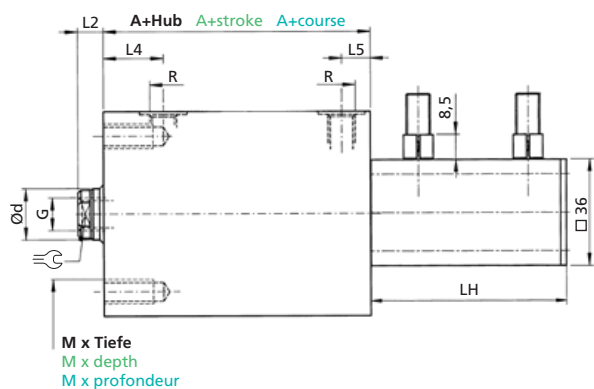 L2
A+Hub A+stroke A+course
L4
L5
R
R
8,5
Ød
G
□ 36
LH
M x Tiefe
M x depth
M x profondeur